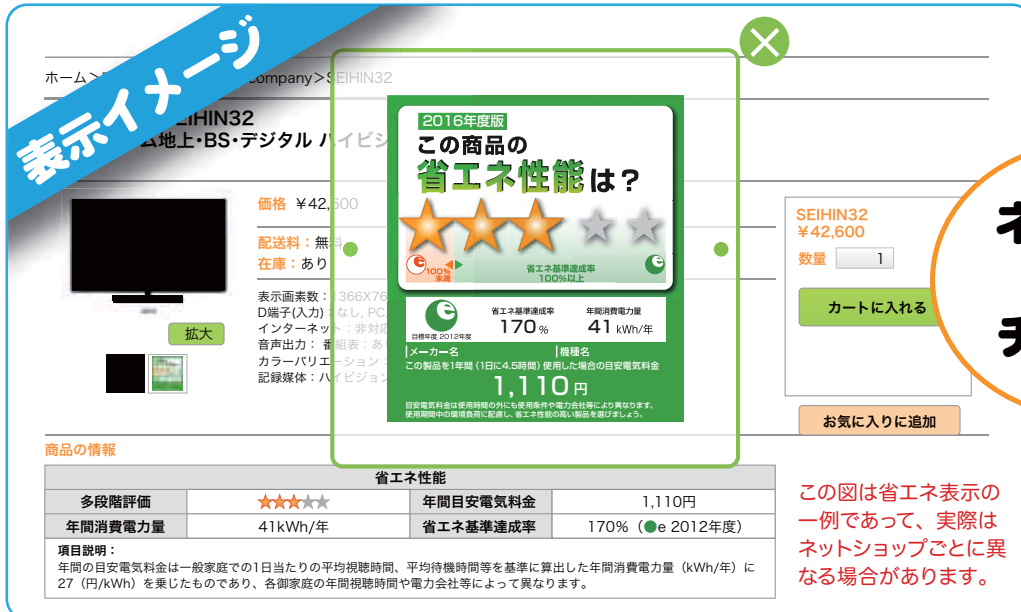 表示イメージ
ホーム＞
company＞SEIHIN32
SEIHIN32
地上・BS・デジタル ハイビジ
価格 ￥42,600
配送料：無料
在庫：あり
表示画素数：1366X76
D端子(入力)：なし, PC,
インターネット：非対応
音声出力： 番組表：あり
カラーバリエーション：
記録媒体：ハイビジョン
拡大
2016年度版
この商品の
省エネ性能は？
e 100%未満
省エネ基準達成率
100%以上
e
e
目標年度 2012年度
省エネ基準達成率
170%
年間消費電力量
41 kWh/年
メーカー名
機種名
この製品を1年間 (1日に4.5時間) 使用した場合の目安電気料金
1,110円
目安電気料金は使用時間の外にも使用条件や電力会社等により異なります。
使用期間中の環境負荷に配慮し、省エネ性能の高い製品を選びましょう。
SEIHIN32
￥42,600
数量 1
カートに入れる
お気に入りに追加
商品の情報
省エネ性能
多段階評価 ★★★★★ 年間目安電気料金 1,110円
年間消費電力量 41kWh/年 省エネ基準達成率 170%（●e 2012年度）
項目説明：
年間の目安電気料金は一般家庭での1日当たりの平均視聴時間、平均待機時間等を基準に算出した年間消費電力量（kWh/年）に
27（円/kWh）を乗じたものであり、各御家庭の年間視聴時間や電力会社等によって異なります。
この図は省エネ表示の
一例であって、実際は
ネットショップごとに異
なる場合があります。